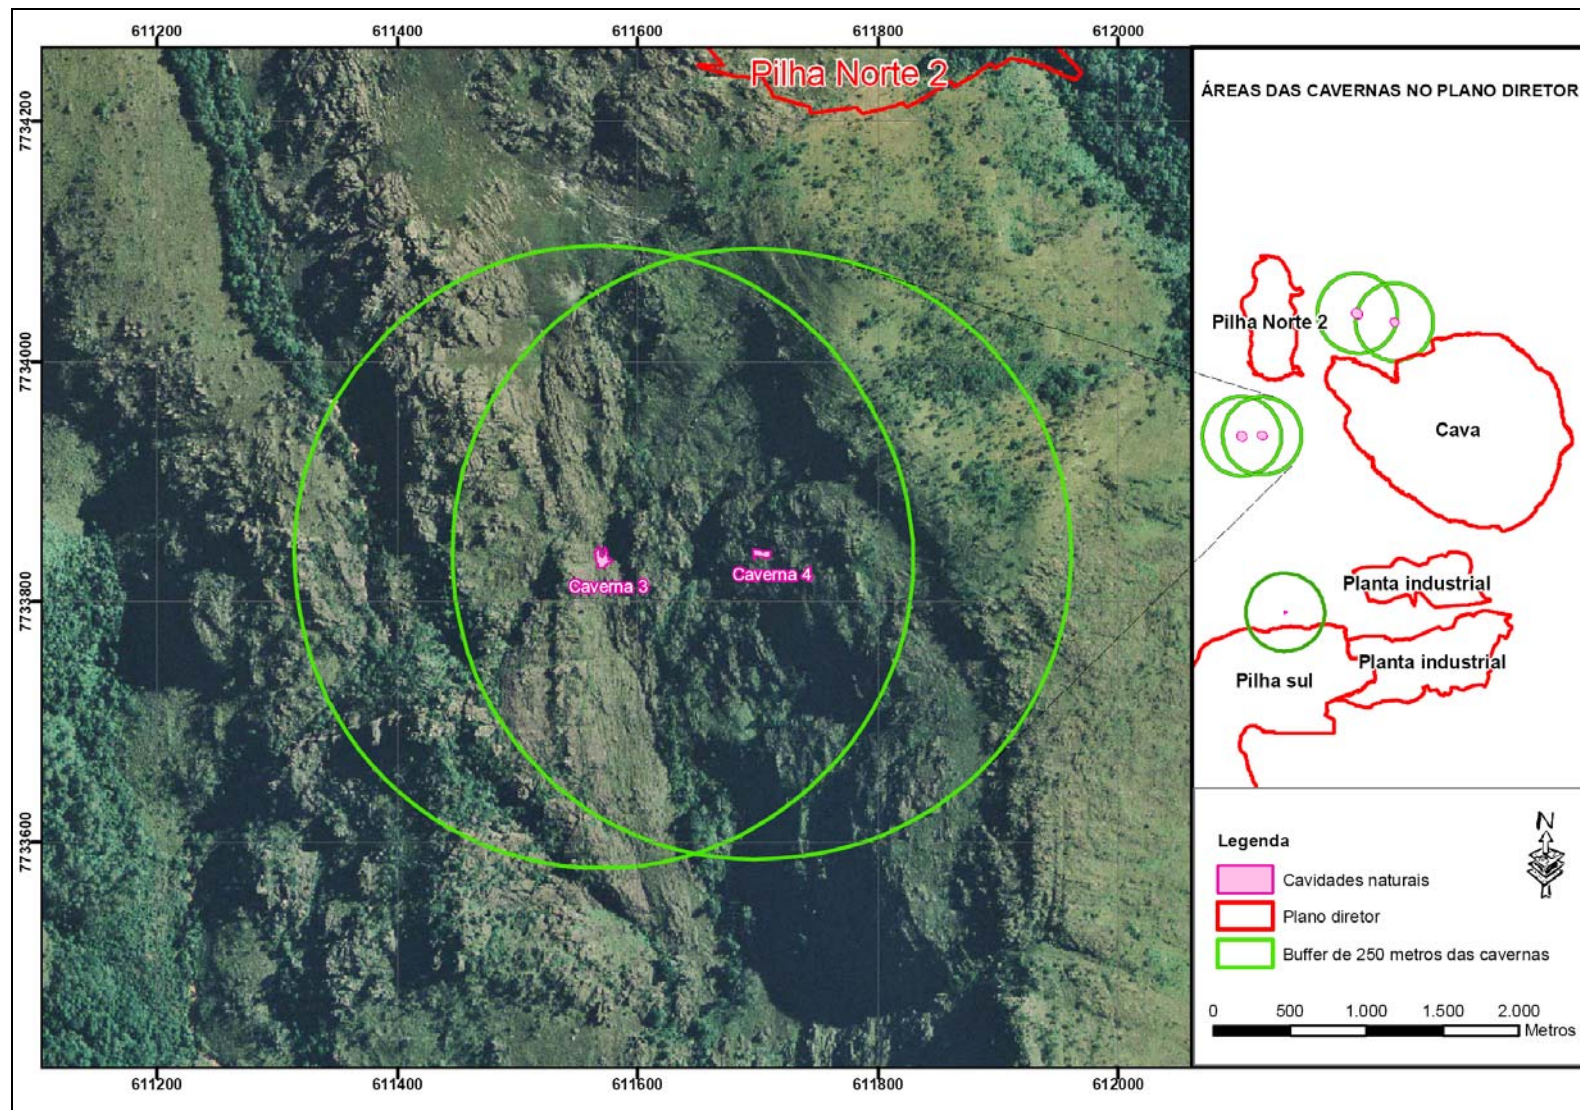 611200 611400 611600 611800 612000
Pilha Norte 2
7734200
7734000
7733800
7733600
Caverna 3
Caverna 4
611200 611400 611600 611800 612000
ÁREAS DAS CAVERNAS NO PLANO DIRETOR
Pilha Norte 2
Cava
Planta industrial
Planta industrial
Pilha sul
N
Legenda
Cavidades naturais
Plano diretor
Buffer de 250 metros das cavernas
0 500 1.000 1.500 2.000
Metros